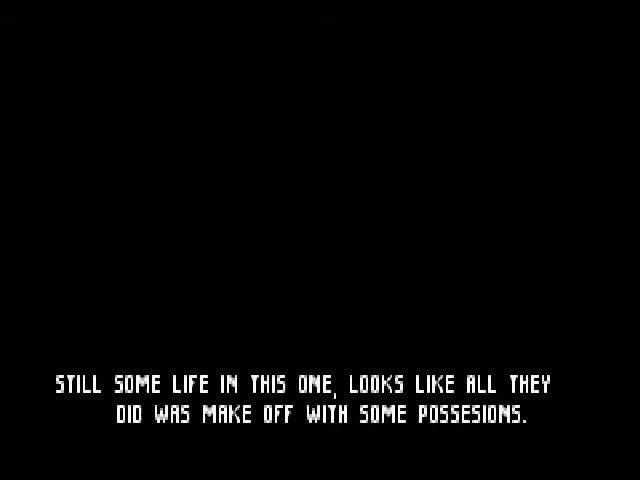 STILL SOME LIFE IN THIS ONE, LOOKS LIKE ALL THEY
DID WAS MAKE OFF WITH SOME POSSESIONS.